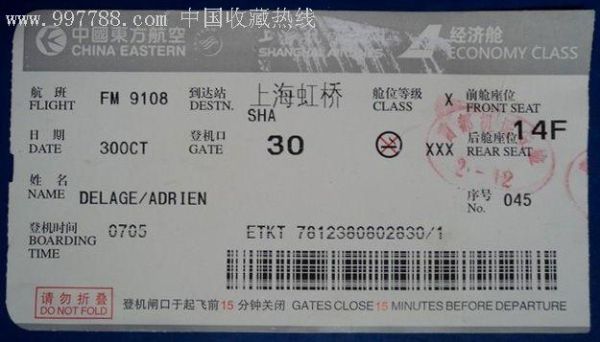 www.997788.com 中国收藏热线
中國東方航空 经济舱
CHINA EASTERN SHANGHAI AIRLINES ECONOMY CLASS
航班 到达站 上海虹桥 舱位等级 前舱座位
FLIGHT FM 9108 DESTN. SHA CLASS X FRONT SEAT
日期 登机口 后舱座位 14F
DATE 30OCT GATE 30 XXX REAR SEAT
姓名 序号
NAME DELAGE/ADRIEN No. 045
登机时间
BOARDING 0705 ETKT 7812380802830/1
TIME
请勿折叠
DO NOT FOLD
登机闸口于起飞前15分钟关闭 GATES CLOSE 15 MINUTES BEFORE DEPARTURE